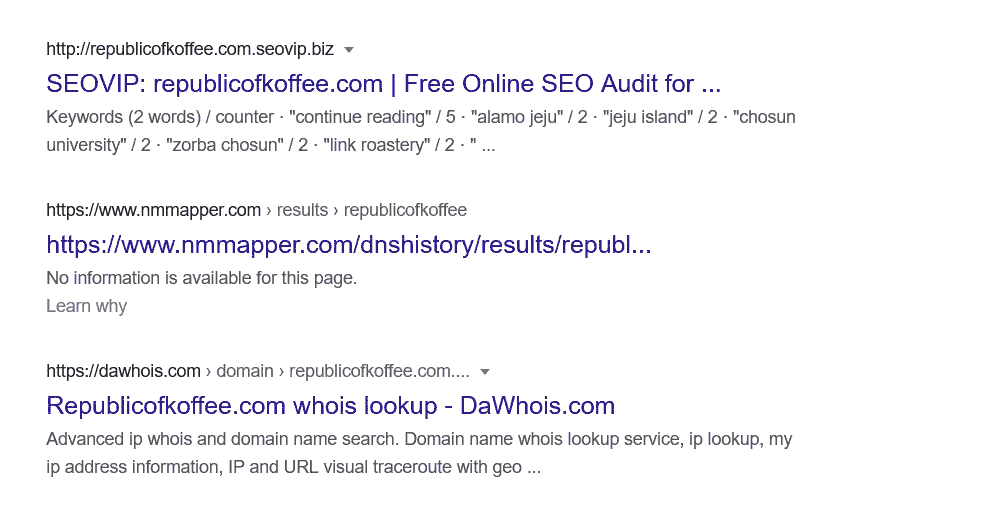 http://republicofkoffee.com.seovip.biz
SEOVIP: republicofkoffee.com | Free Online SEO Audit for ...
Keywords (2 words) / counter · "continue reading" / 5 · "alamo jeju" / 2 · "jeju island" / 2 · "chosun
university" / 2 · "zorba chosun" / 2 · "link roastery" / 2 · " ...
https://www.nmmapper.com › results › republicofkoffee
https://www.nmmapper.com/dnshistory/results/republ...
No information is available for this page.
Learn why
https://dawhois.com › domain › republicofkoffee.com....
Republicofkoffee.com whois lookup - DaWhois.com
Advanced ip whois and domain name search. Domain name whois lookup service, ip lookup, my
ip address information, IP and URL visual traceroute with geo ...